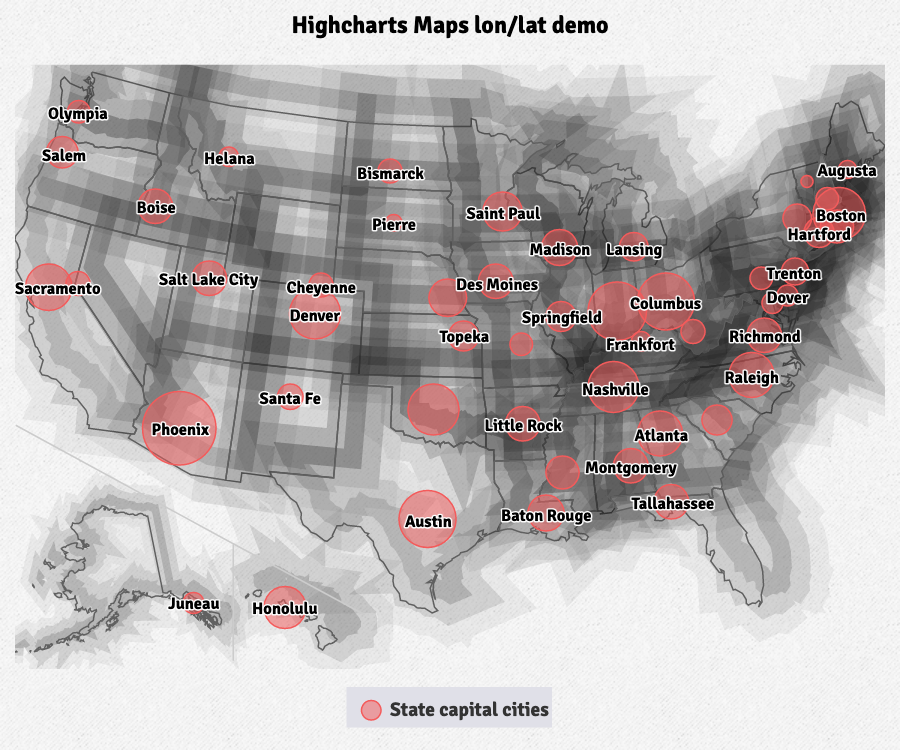 Highcharts Maps lon/lat demo
Olympia
Salem
Helana
Augusta
Bismarck
Boise
Saint Paul
Boston
Pierre
Hartford
Madison
Lansing
Salt Lake City
Trenton
Sacramento
Cheyenne
Des Moines
Dover
Columbus
Denver
Springfield
Topeka
Richmond
Frankfort
Raleigh
Nashville
Santa Fe
Little Rock
Phoenix
Atlanta
Montgomery
Tallahassee
Baton Rouge
Austin
Juneau
Honolulu
State capital cities